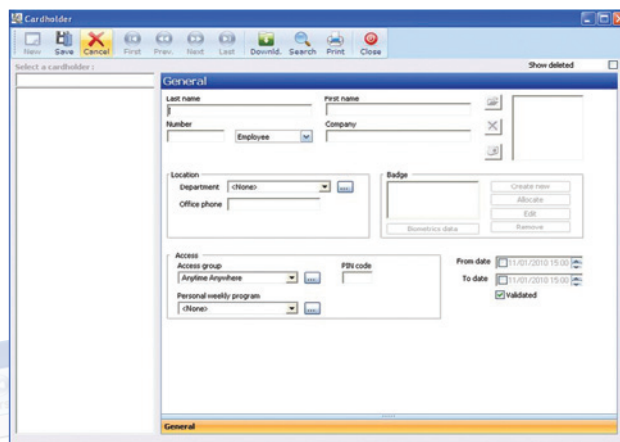 Cardholder
New Save Cancel First Prev. Next Last Downld. Search Print Close
Select a cardholder: Show deleted
General
Last name First name
Number Company
Employee
Location Badge
Department <None> ... Create new
Allocate
Office phone Edit
Biometrics data Remove
Access
Access group PIN code From date 11/01/2010 15:00
Anytime Anywhere ... To date 11/01/2010 15:00
Personal weekly program Validated
<None> ...
General